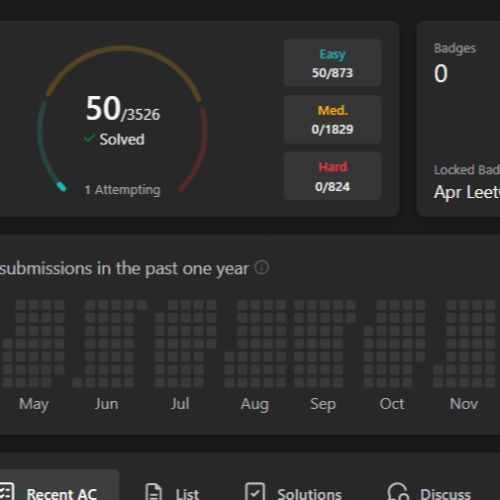 50/3526
Solved
1 Attempting
Easy
50/873
Med.
0/1829
Hard
0/824
Badges
0
Locked Bad
Apr Leet
submissions in the past one year
May Jun Jul Aug Sep Oct Nov
Recent AC List Solutions Discuss